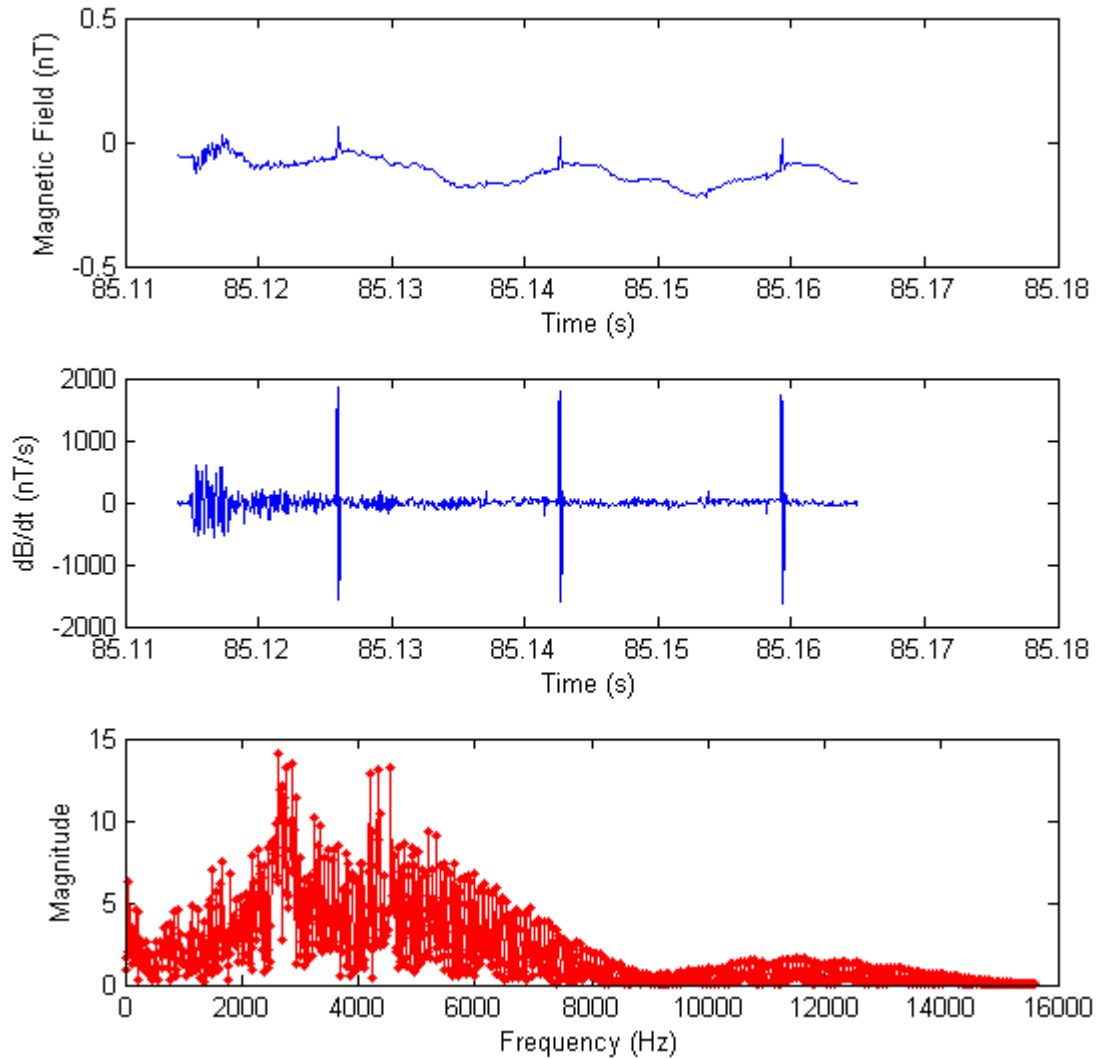 Magnetic Field (nT)
0.5
0
-0.5
85.11 85.12 85.13 85.14 85.15 85.16 85.17 85.18
Time (s)
dB/dt (nT/s)
2000
1000
0
-1000
-2000
85.11 85.12 85.13 85.14 85.15 85.16 85.17 85.18
Time (s)
Magnitude
15
10
5
0
0 2000 4000 6000 8000 10000 12000 14000 16000
Frequency (Hz)